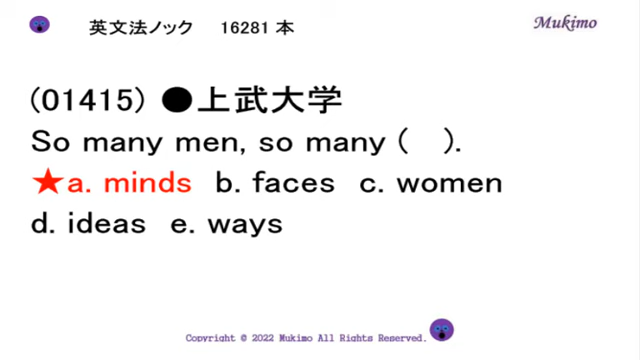 英文法ノック 16281 本
Mukimo
(01415) ●上武大学
So many men, so many (　).
★a. minds b. faces c. women
d. ideas e. ways
Copyright © 2022 Mukimo All Rights Reserved.